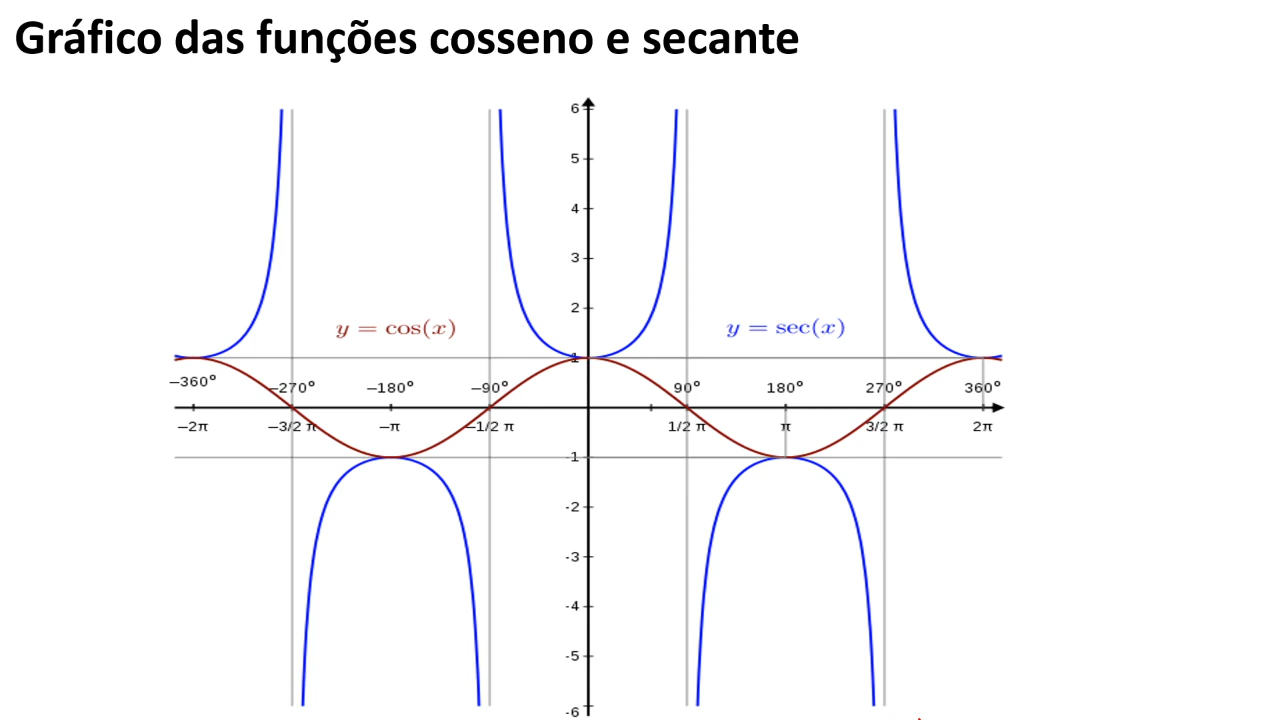 Gráfico das funções cosseno e secante
6
5
4
3
2
y = cos(x)
y = sec(x)
1
−360° −270° −180° −90° 90° 180° 270° 360°
−2π −3/2 π −π −1/2 π 1/2 π π 3/2 π 2π
-1
-2
-3
-4
-5
-6